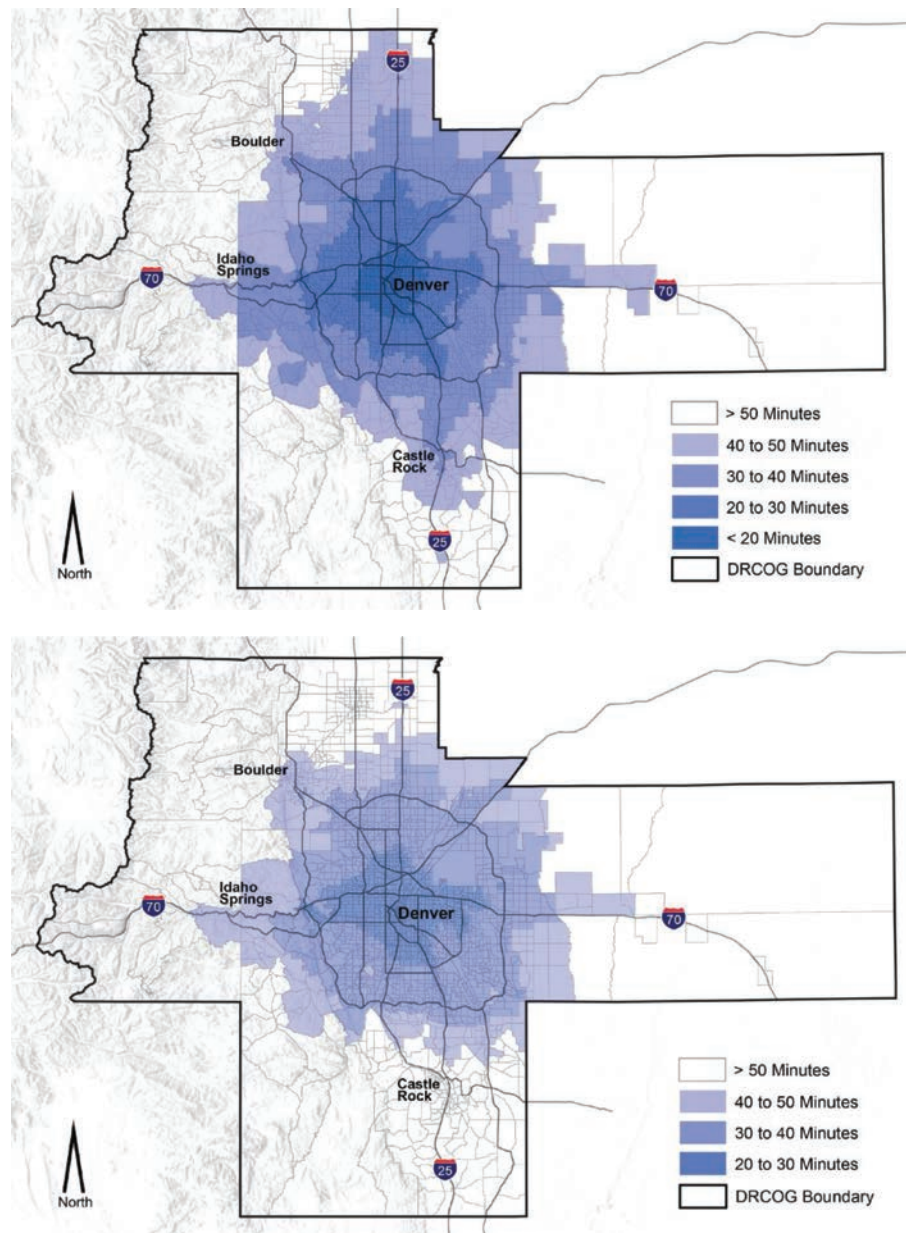 25
Boulder
Idaho
Springs
70
Denver
70
> 50 Minutes
40 to 50 Minutes
Castle
Rock
30 to 40 Minutes
20 to 30 Minutes
< 20 Minutes
25
DRCOG Boundary
North
25
Boulder
Idaho
Springs
70
Denver
70
> 50 Minutes
Castle
Rock
40 to 50 Minutes
30 to 40 Minutes
20 to 30 Minutes
25
DRCOG Boundary
North